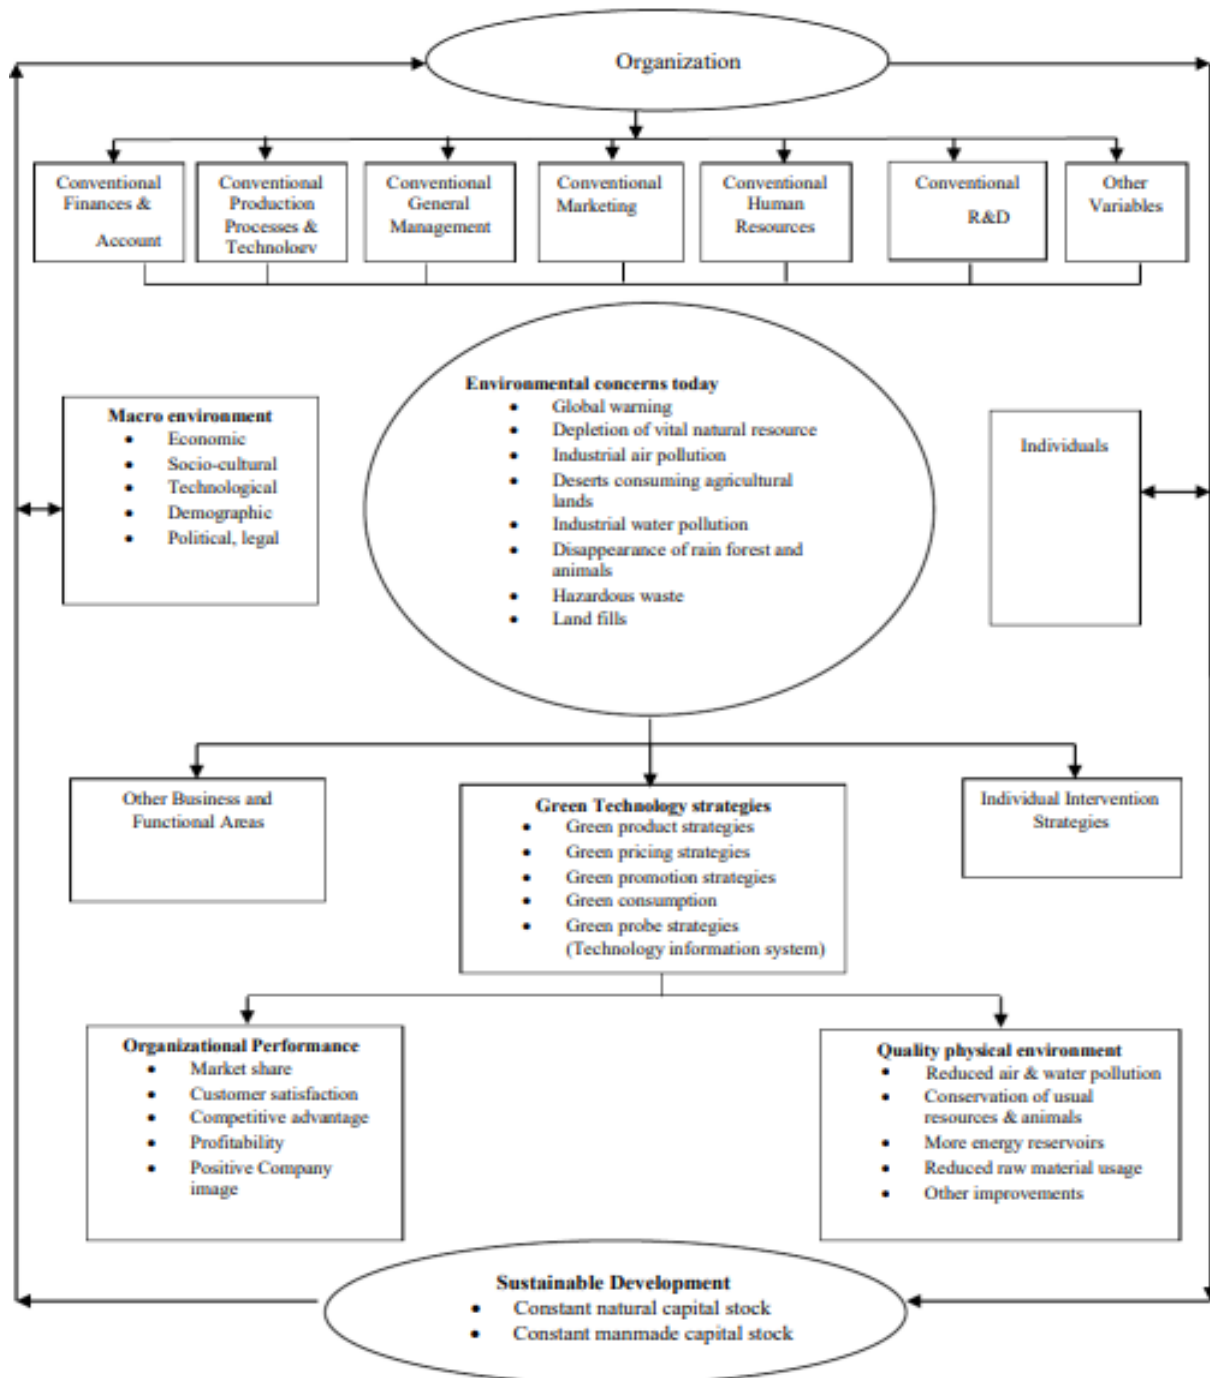 Organization
Conventional
Finances &
Account
Conventional
Production
Processes &
Technology
Conventional
General
Management
Conventional
Marketing
Conventional
Human
Resources
Conventional
R&D
Other
Variables
Macro environment
• Economic
• Socio-cultural
• Technological
• Demographic
• Political, legal
Environmental concerns today
• Global warning
• Depletion of vital natural resource
• Industrial air pollution
• Deserts consuming agricultural
lands
• Industrial water pollution
• Disappearance of rain forest and
animals
• Hazardous waste
• Land fills
Individuals
Other Business and
Functional Areas
Green Technology strategies
• Green product strategies
• Green pricing strategies
• Green promotion strategies
• Green consumption
• Green probe strategies
(Technology information system)
Individual Intervention
Strategies
Organizational Performance
• Market share
• Customer satisfaction
• Competitive advantage
• Profitability
• Positive Company
image
Quality physical environment
• Reduced air & water pollution
• Conservation of usual
resources & animals
• More energy reservoirs
• Reduced raw material usage
• Other improvements
Sustainable Development
• Constant natural capital stock
• Constant manmade capital stock